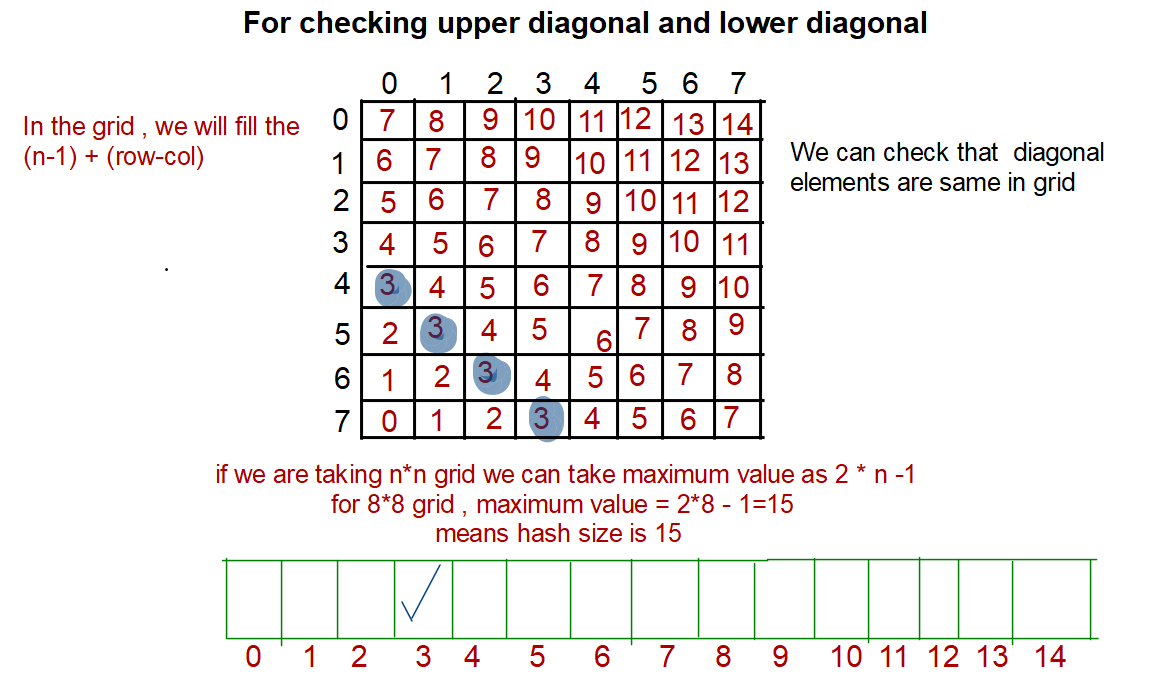 For checking upper diagonal and lower diagonal
In the grid , we will fill the
(n-1) + (row-col)
0 1 2 3 4 5 6 7
0 7 8 9 10 11 12 13 14
1 6 7 8 9 10 11 12 13
2 5 6 7 8 9 10 11 12
3 4 5 6 7 8 9 10 11
4 3 4 5 6 7 8 9 10
5 2 3 4 5 6 7 8 9
6 1 2 3 4 5 6 7 8
7 0 1 2 3 4 5 6 7
We can check that diagonal
elements are same in grid
if we are taking n*n grid we can take maximum value as 2 * n -1
for 8*8 grid , maximum value = 2*8 - 1=15
means hash size is 15
0 1 2 3 4 5 6 7 8 9 10 11 12 13 14